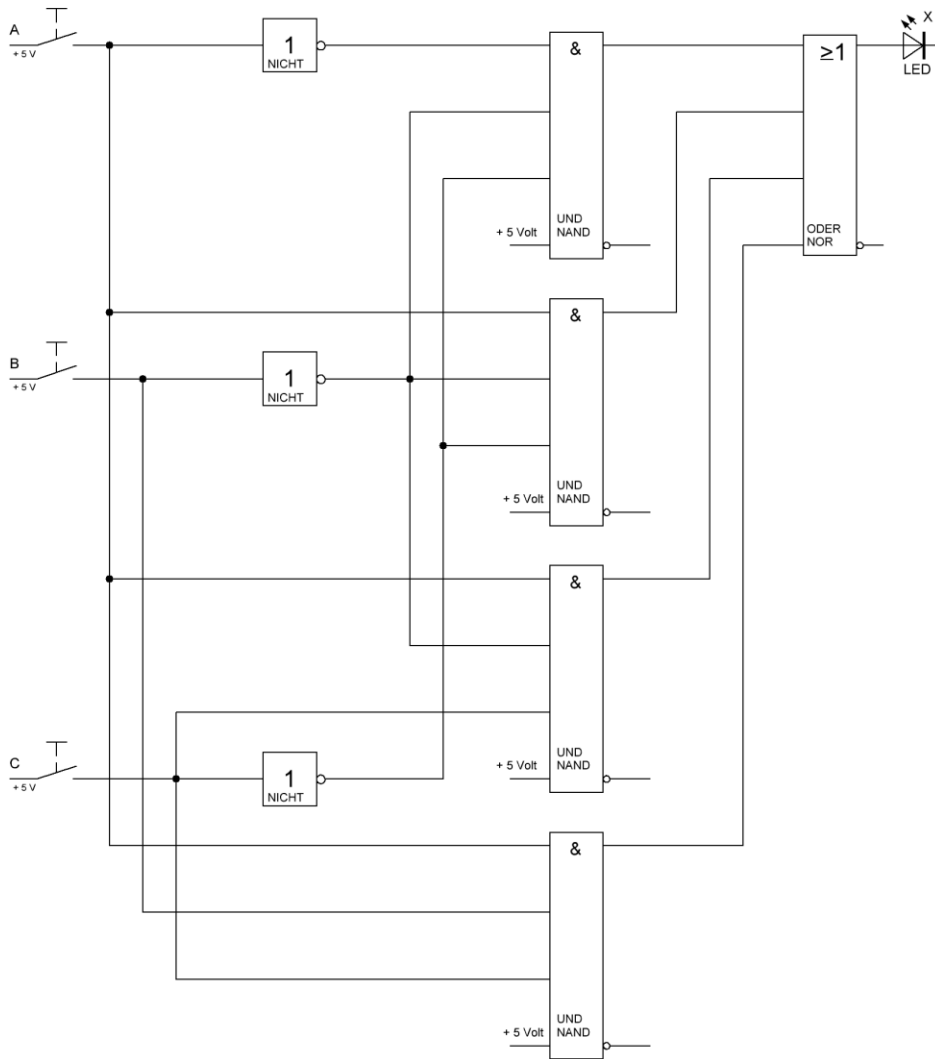 A
+ 5 V
1
NICHT
&
UND
NAND
+ 5 Volt
≥1
ODER
NOR
X
LED
B
+ 5 V
1
NICHT
&
UND
NAND
+ 5 Volt
&
UND
NAND
+ 5 Volt
C
+ 5 V
1
NICHT
&
UND
NAND
+ 5 Volt